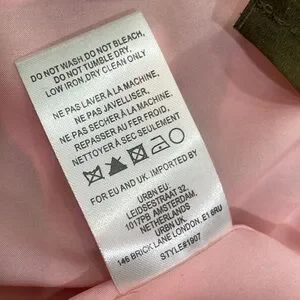 DO NOT WASH.DO NOT BLEACH.
DO NOT TUMBLE DRY.
LOW IRON DRY CLEAN ONLY
NE PAS LAVER À LA MACHINE,
NE PAS JAVELLISER,
NE PAS SECHER À LA MACHINE.
REPASSER AU FER FROID.
NETTOYER À SEC SEULEMENT
FOR EU AND UK. IMPORTED BY
URBN EU.
LEIDSESTRAAT 32,
1017PB AMSTERDAM,
NETHERLANDS
URBN UK.
146 BRICK LANE LONDON. E1 6RU
STYLE#1997